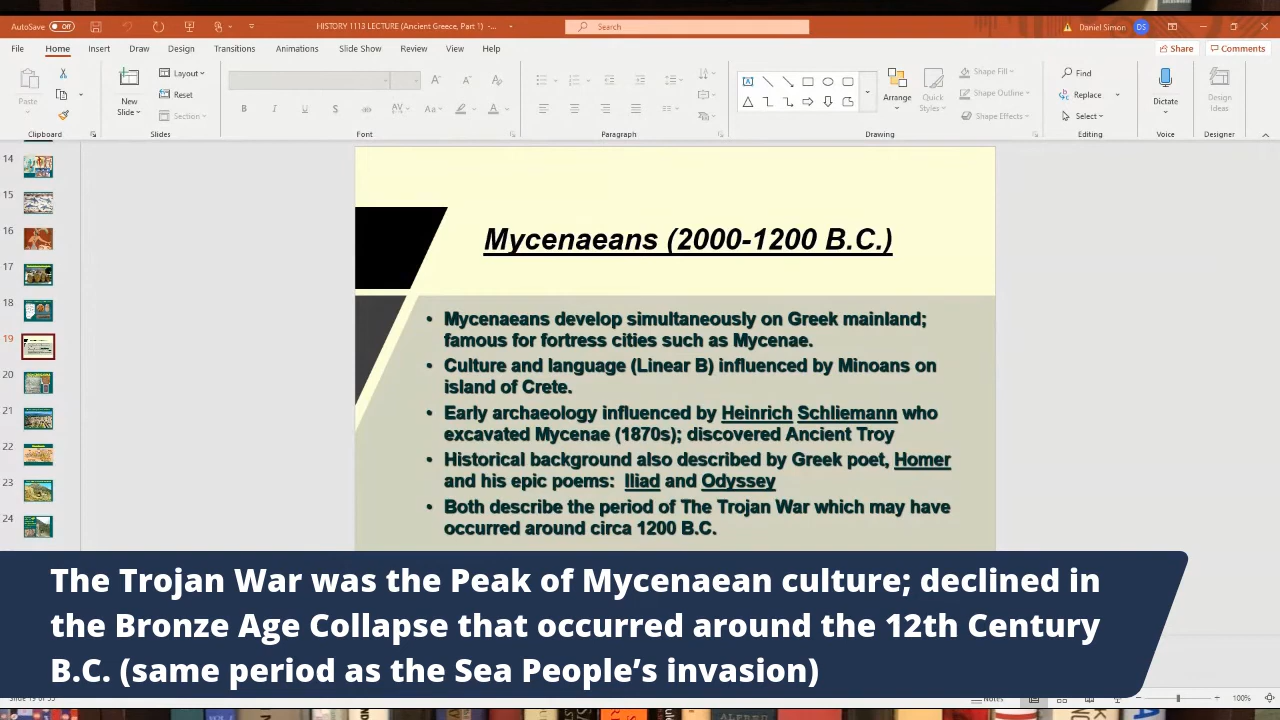 AutoSave Off HISTORY 1113 LECTURE (Ancient Greece, Part 1) -... Search Daniel Simon DS
File Home Insert Draw Design Transitions Animations Slide Show Review View Help Share Comments
Paste
New
Slide
Layout
Reset
Section
Arrange
Quick
Styles
Shape Fill
Shape Outline
Shape Effects
Find
Replace
Select
Dictate
Design
Ideas
Clipboard Slides Font Paragraph Drawing Editing Voice Designer
14
15
16
17
18
19
20
21
22
23
24
Mycenaeans (2000-1200 B.C.)
• Mycenaeans develop simultaneously on Greek mainland;
famous for fortress cities such as Mycenae.
• Culture and language (Linear B) influenced by Minoans on
island of Crete.
• Early archaeology influenced by Heinrich Schliemann who
excavated Mycenae (1870s); discovered Ancient Troy
• Historical background also described by Greek poet, Homer
and his epic poems: Iliad and Odyssey
• Both describe the period of The Trojan War which may have
occurred around circa 1200 B.C.
The Trojan War was the Peak of Mycenaean culture; declined in
the Bronze Age Collapse that occurred around the 12th Century
B.C. (same period as the Sea People’s invasion)
Notes 100%